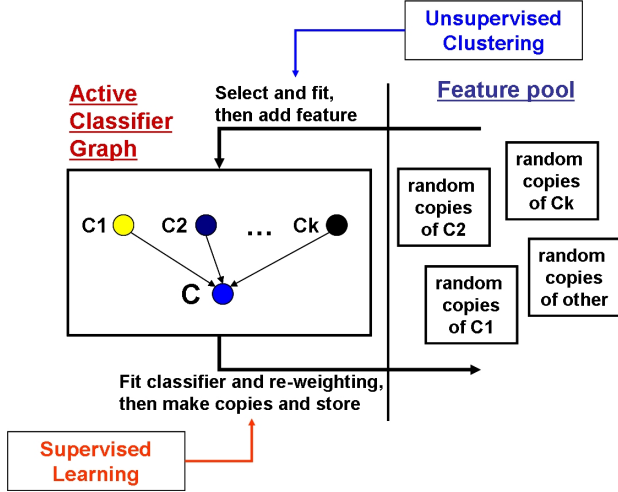 Unsupervised
Clustering
Active
Classifier
Graph
Select and fit,
then add feature
Feature pool
C1
C2
...
Ck
C
random
copies
of C2
random
copies
of Ck
random
copies
of C1
random
copies
of other
Fit classifier and re-weighting,
then make copies and store
Supervised
Learning